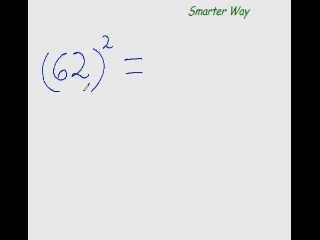 Smarter Way
(62)² =